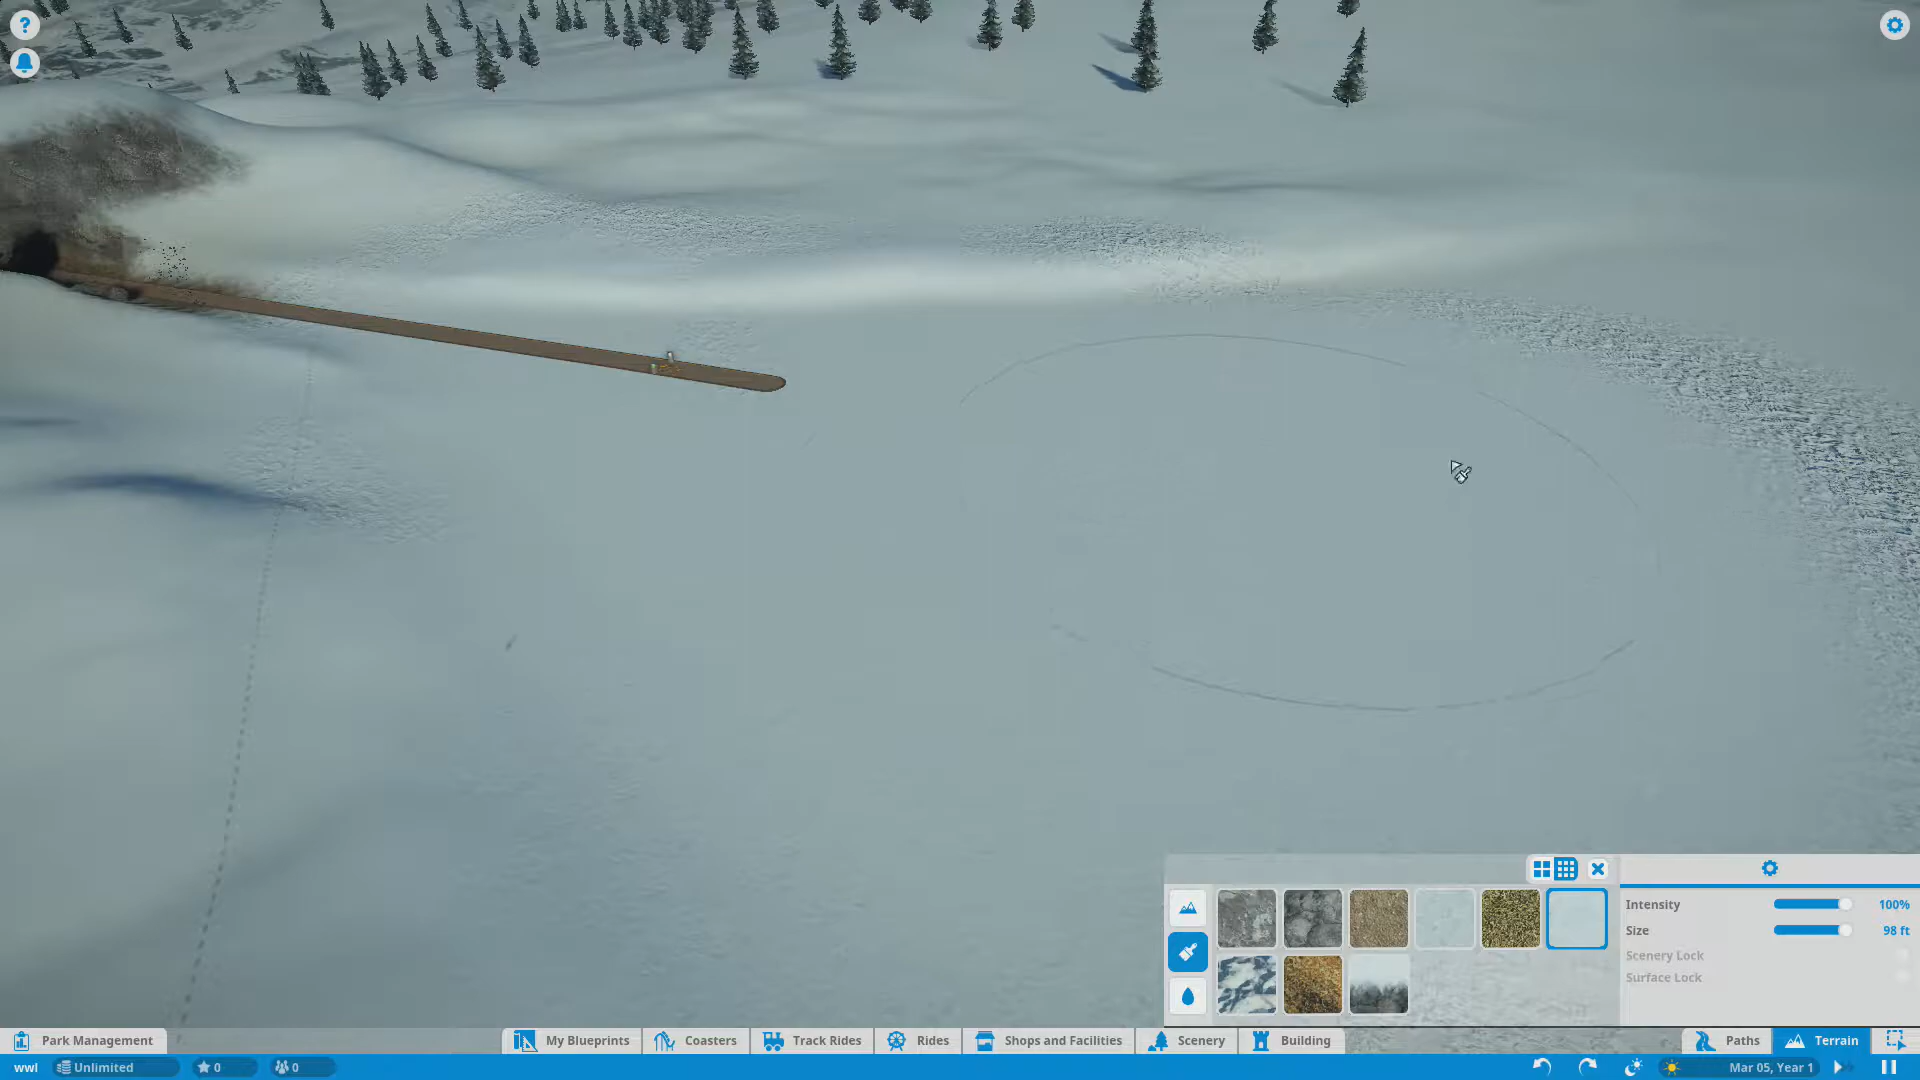 ?
Intensity 100%
Size 98 ft
Scenery Lock
Surface Lock
Park Management My Blueprints Coasters Track Rides Rides Shops and Facilities Scenery Building Paths Terrain
wwl Unlimited 0 0 Mar 05, Year 1